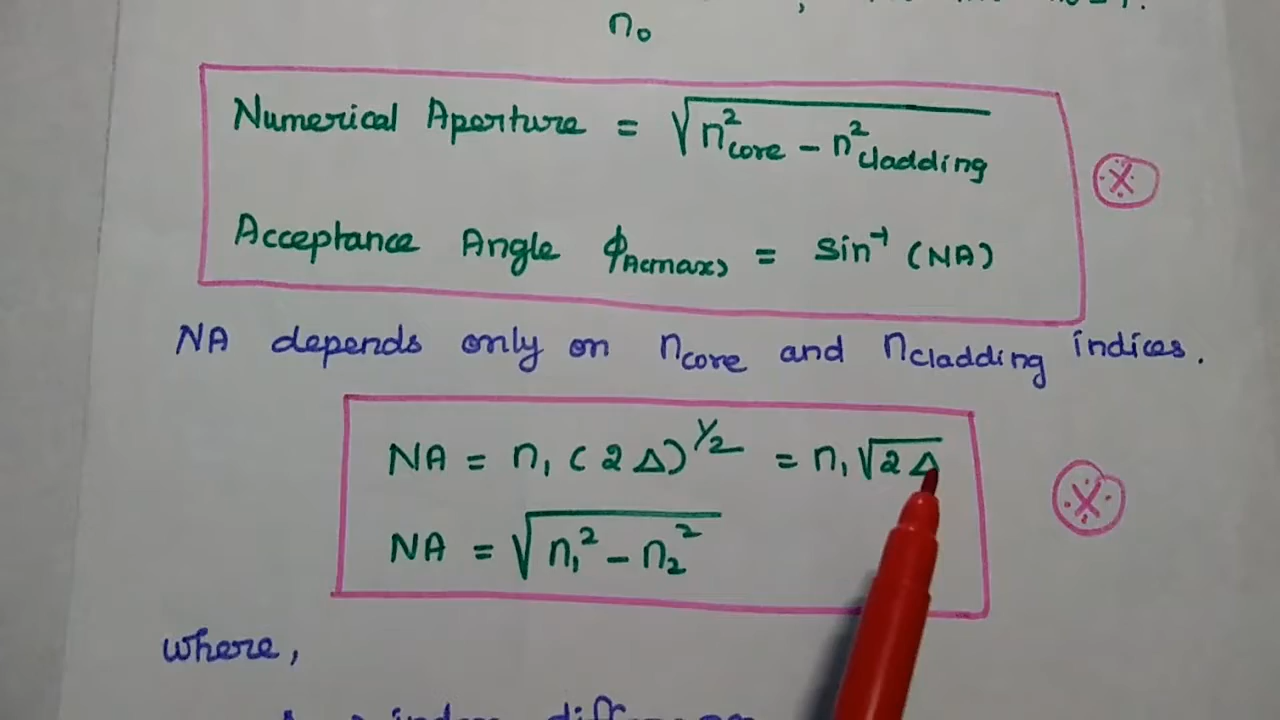 n₀
Numerical Aperture = √n²core − n²cladding
Acceptance Angle ϕA(max) = sin⁻¹ (NA)
NA depends only on ncore and ncladding indices.
NA = n₁ (2Δ)^1/2 = n₁√2Δ
NA = √n₁² − n₂²
where,